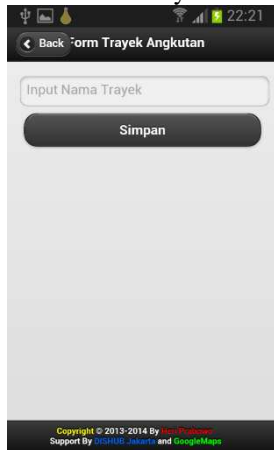 22:21
Back Form Trayek Angkutan
Input Nama Trayek
Simpan
Copyright © 2013-2014 By
Support By DISHUB Jakarta and GoogleMaps